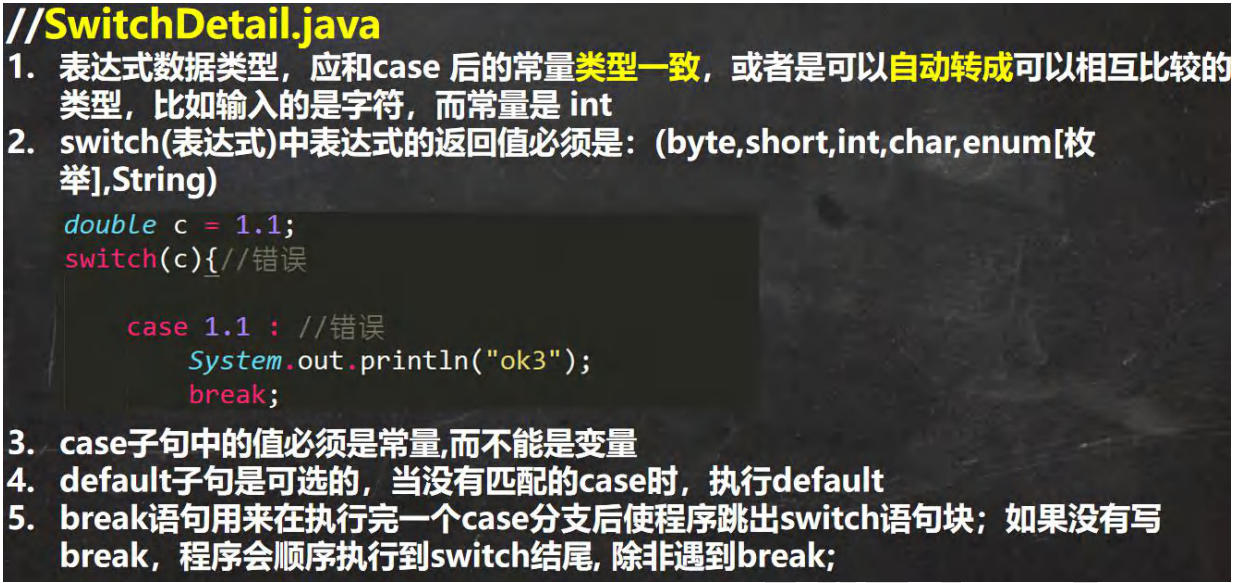 //SwitchDetail.java
1. 表达式数据类型，应和case 后的常量类型一致，或者是可以自动转成可以相互比较的
类型，比如输入的是字符，而常量是 int
2. switch(表达式)中表达式的返回值必须是：(byte,short,int,char,enum[枚
举],String)
double c = 1.1;
switch(c){//错误
case 1.1 : //错误
System.out.println("ok3");
break;
3. case子句中的值必须是常量,而不能是变量
4. default子句是可选的，当没有匹配的case时，执行default
5. break语句用来在执行完一个case分支后使程序跳出switch语句块；如果没有写
break，程序会顺序执行到switch结尾, 除非遇到break;